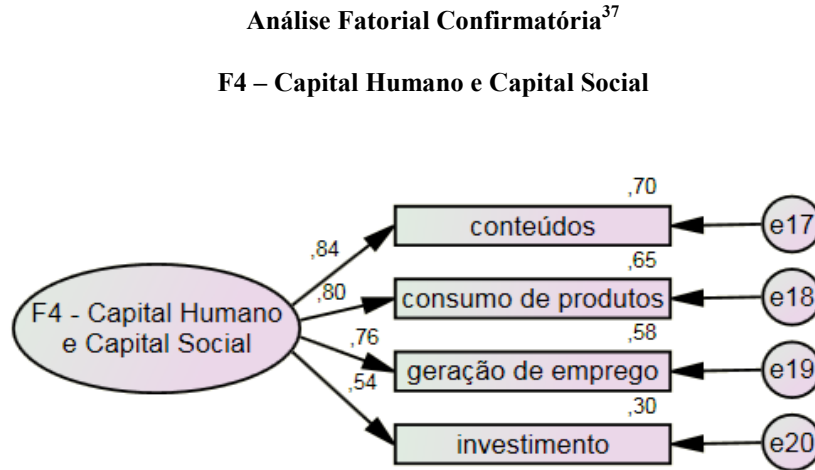 Análise Fatorial Confirmatória37
F4 – Capital Humano e Capital Social
,70
conteúdos
e17
,84
,65
F4 - Capital Humano
e Capital Social
,80
consumo de produtos
e18
,58
,76
geração de emprego
e19
,54
,30
investimento
e20